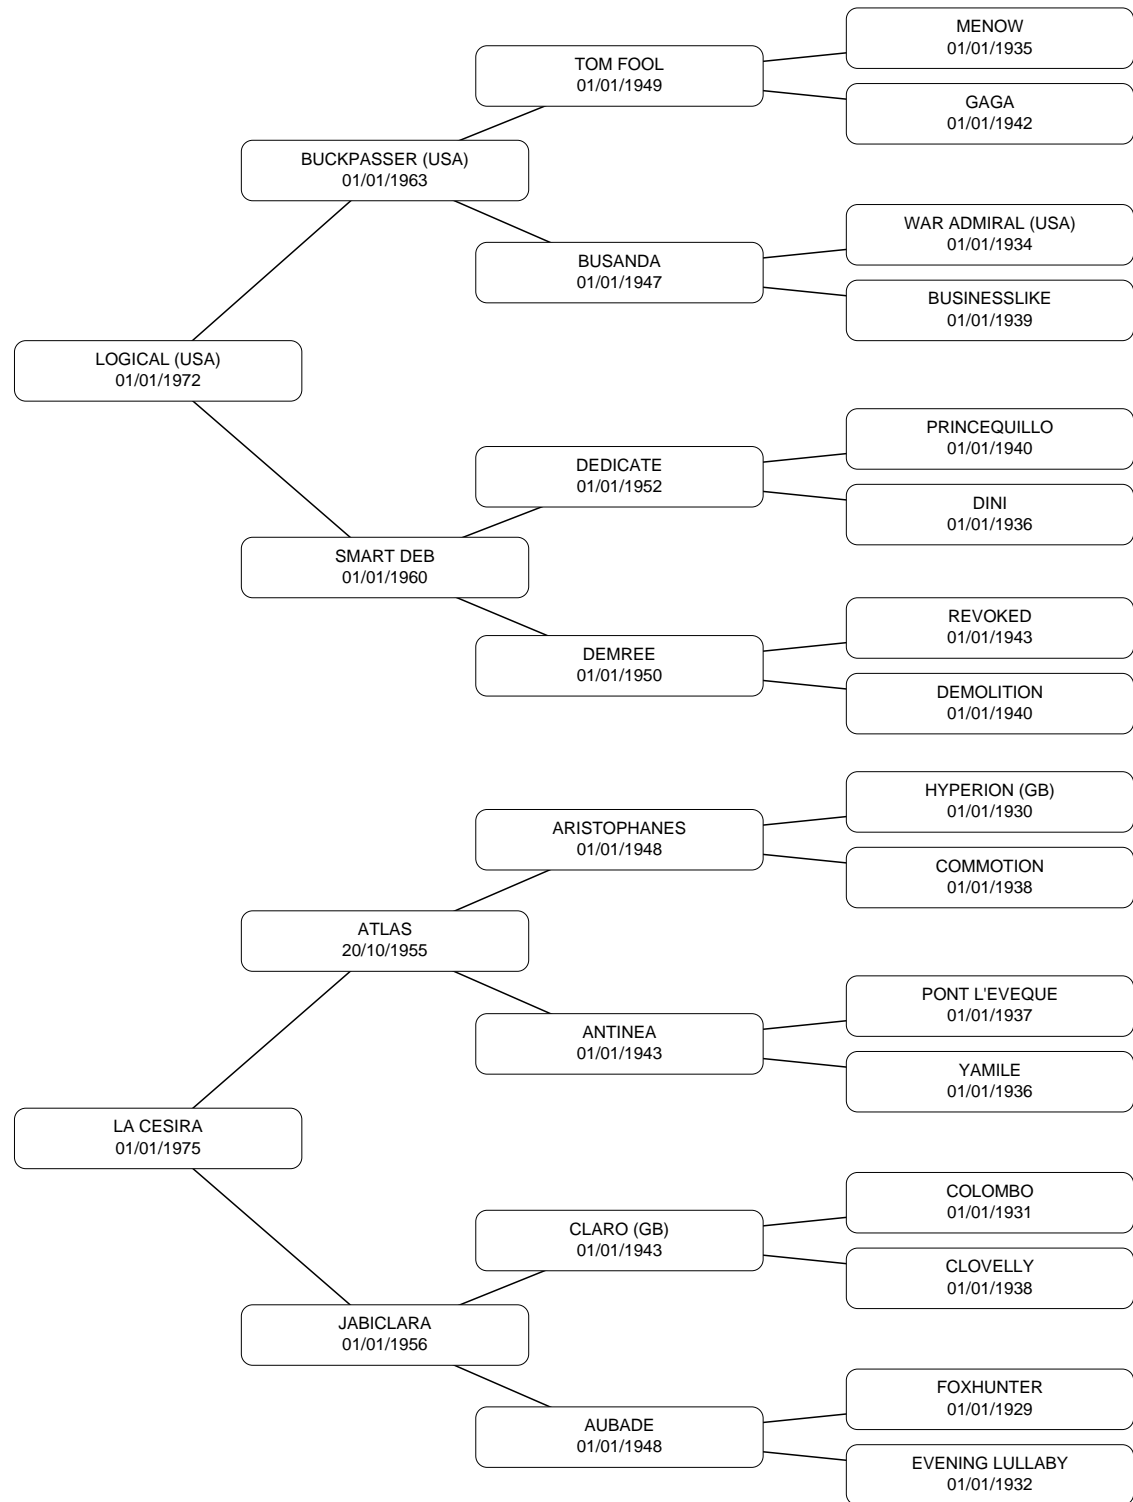 MENOW
01/01/1935
TOM FOOL
01/01/1949
GAGA
01/01/1942
BUCKPASSER (USA)
01/01/1963
WAR ADMIRAL (USA)
01/01/1934
BUSANDA
01/01/1947
BUSINESSLIKE
01/01/1939
LOGICAL (USA)
01/01/1972
PRINCEQUILLO
01/01/1940
DEDICATE
01/01/1952
DINI
01/01/1936
SMART DEB
01/01/1960
REVOKED
01/01/1943
DEMREE
01/01/1950
DEMOLITION
01/01/1940
HYPERION (GB)
01/01/1930
ARISTOPHANES
01/01/1948
COMMOTION
01/01/1938
ATLAS
20/10/1955
PONT L'EVEQUE
01/01/1937
ANTINEA
01/01/1943
YAMILE
01/01/1936
LA CESIRA
01/01/1975
COLOMBO
01/01/1931
CLARO (GB)
01/01/1943
CLOVELLY
01/01/1938
JABICLARA
01/01/1956
FOXHUNTER
01/01/1929
AUBADE
01/01/1948
EVENING LULLABY
01/01/1932